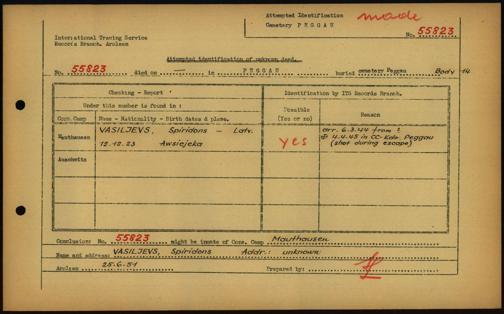 Attempted Identification made
Cemetery PEGGAU
No. 55823
International Tracing Service
Records Branch, Arolsen
Attempted identification of unknown dead.
No. 55823 died on — in PEGGAU buried cemetery Peggau Body 14
Checking - Report
Identification by ITS Records Branch.
Under this number is found in :
Possible (Yes or no)
Reason
Conc. Camp
Name - Nationality - Birth dates & place.
Mauthausen
VASILJEVS, Spiridons - Latv.
12.12.23 Awsiejeka
yes
arr. 6.3.44 from ?
4.4.45 in CC-Kdo. Peggau
(shot during escape)
Auschwitz
Conclusion: No. 55823 might be inmate of Conc. Camp Mauthausen
Name and address: VASILJEVS, Spiridons Addr.: unknown
Arolsen 25.6.51 Prepared by: